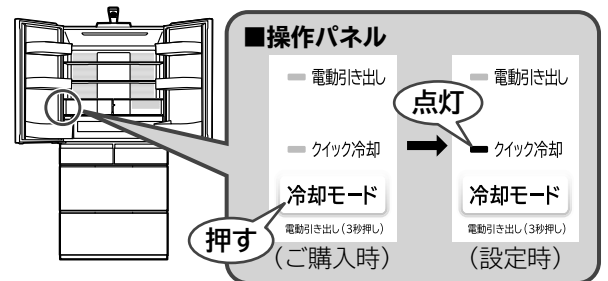 ■操作パネル
電動引き出し
クイック冷却
冷却モード
電動引き出し(3秒押し)
押す
(ご購入時)
電動引き出し
点灯
クイック冷却
冷却モード
電動引き出し(3秒押し)
(設定時)